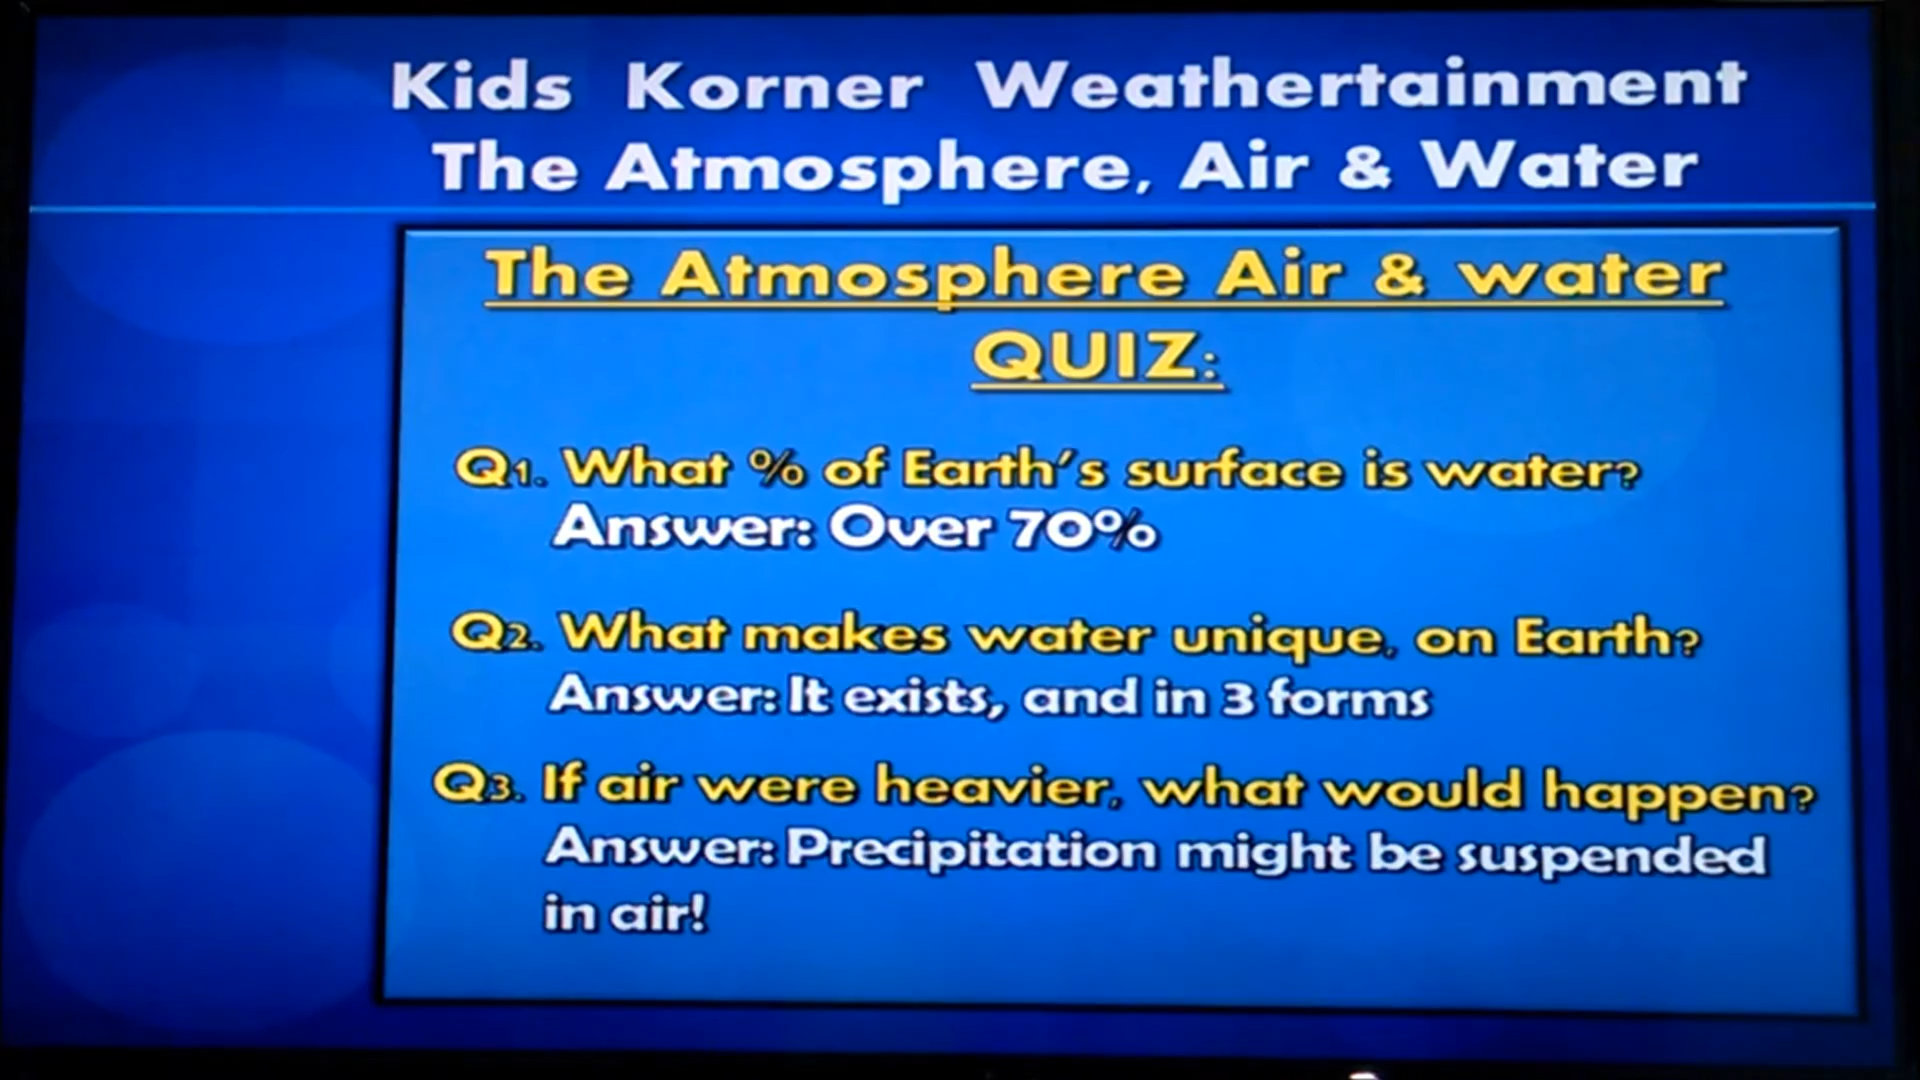 Kids Korner Weathertainment
The Atmosphere, Air & Water
The Atmosphere Air & water
QUIZ:
Q1. What % of Earth's surface is water?
Answer: Over 70%
Q2. What makes water unique, on Earth?
Answer: It exists, and in 3 forms
Q3. If air were heavier, what would happen?
Answer: Precipitation might be suspended
in air!